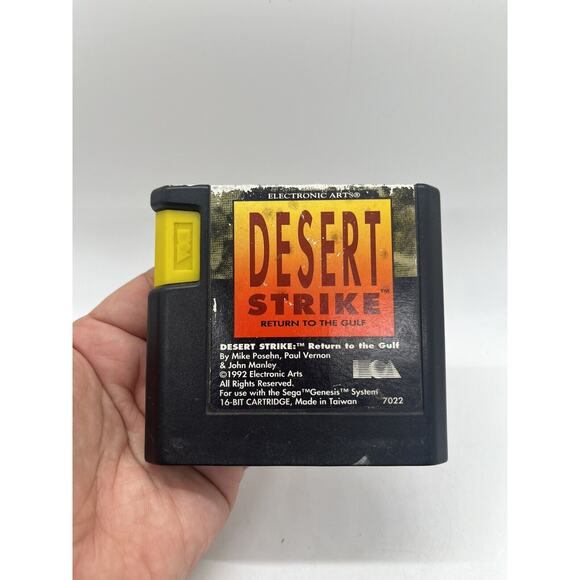 ELECTRONIC ARTS®
DESERT
STRIKE™
RETURN TO THE GULF
DESERT STRIKE:™ Return to the Gulf
By Mike Posehn, Paul Vernon
& John Manley
©1992 Electronic Arts
All Rights Reserved.
For use with the Sega™Genesis™ System
16-BIT CARTRIDGE, Made in Taiwan 7022
EA